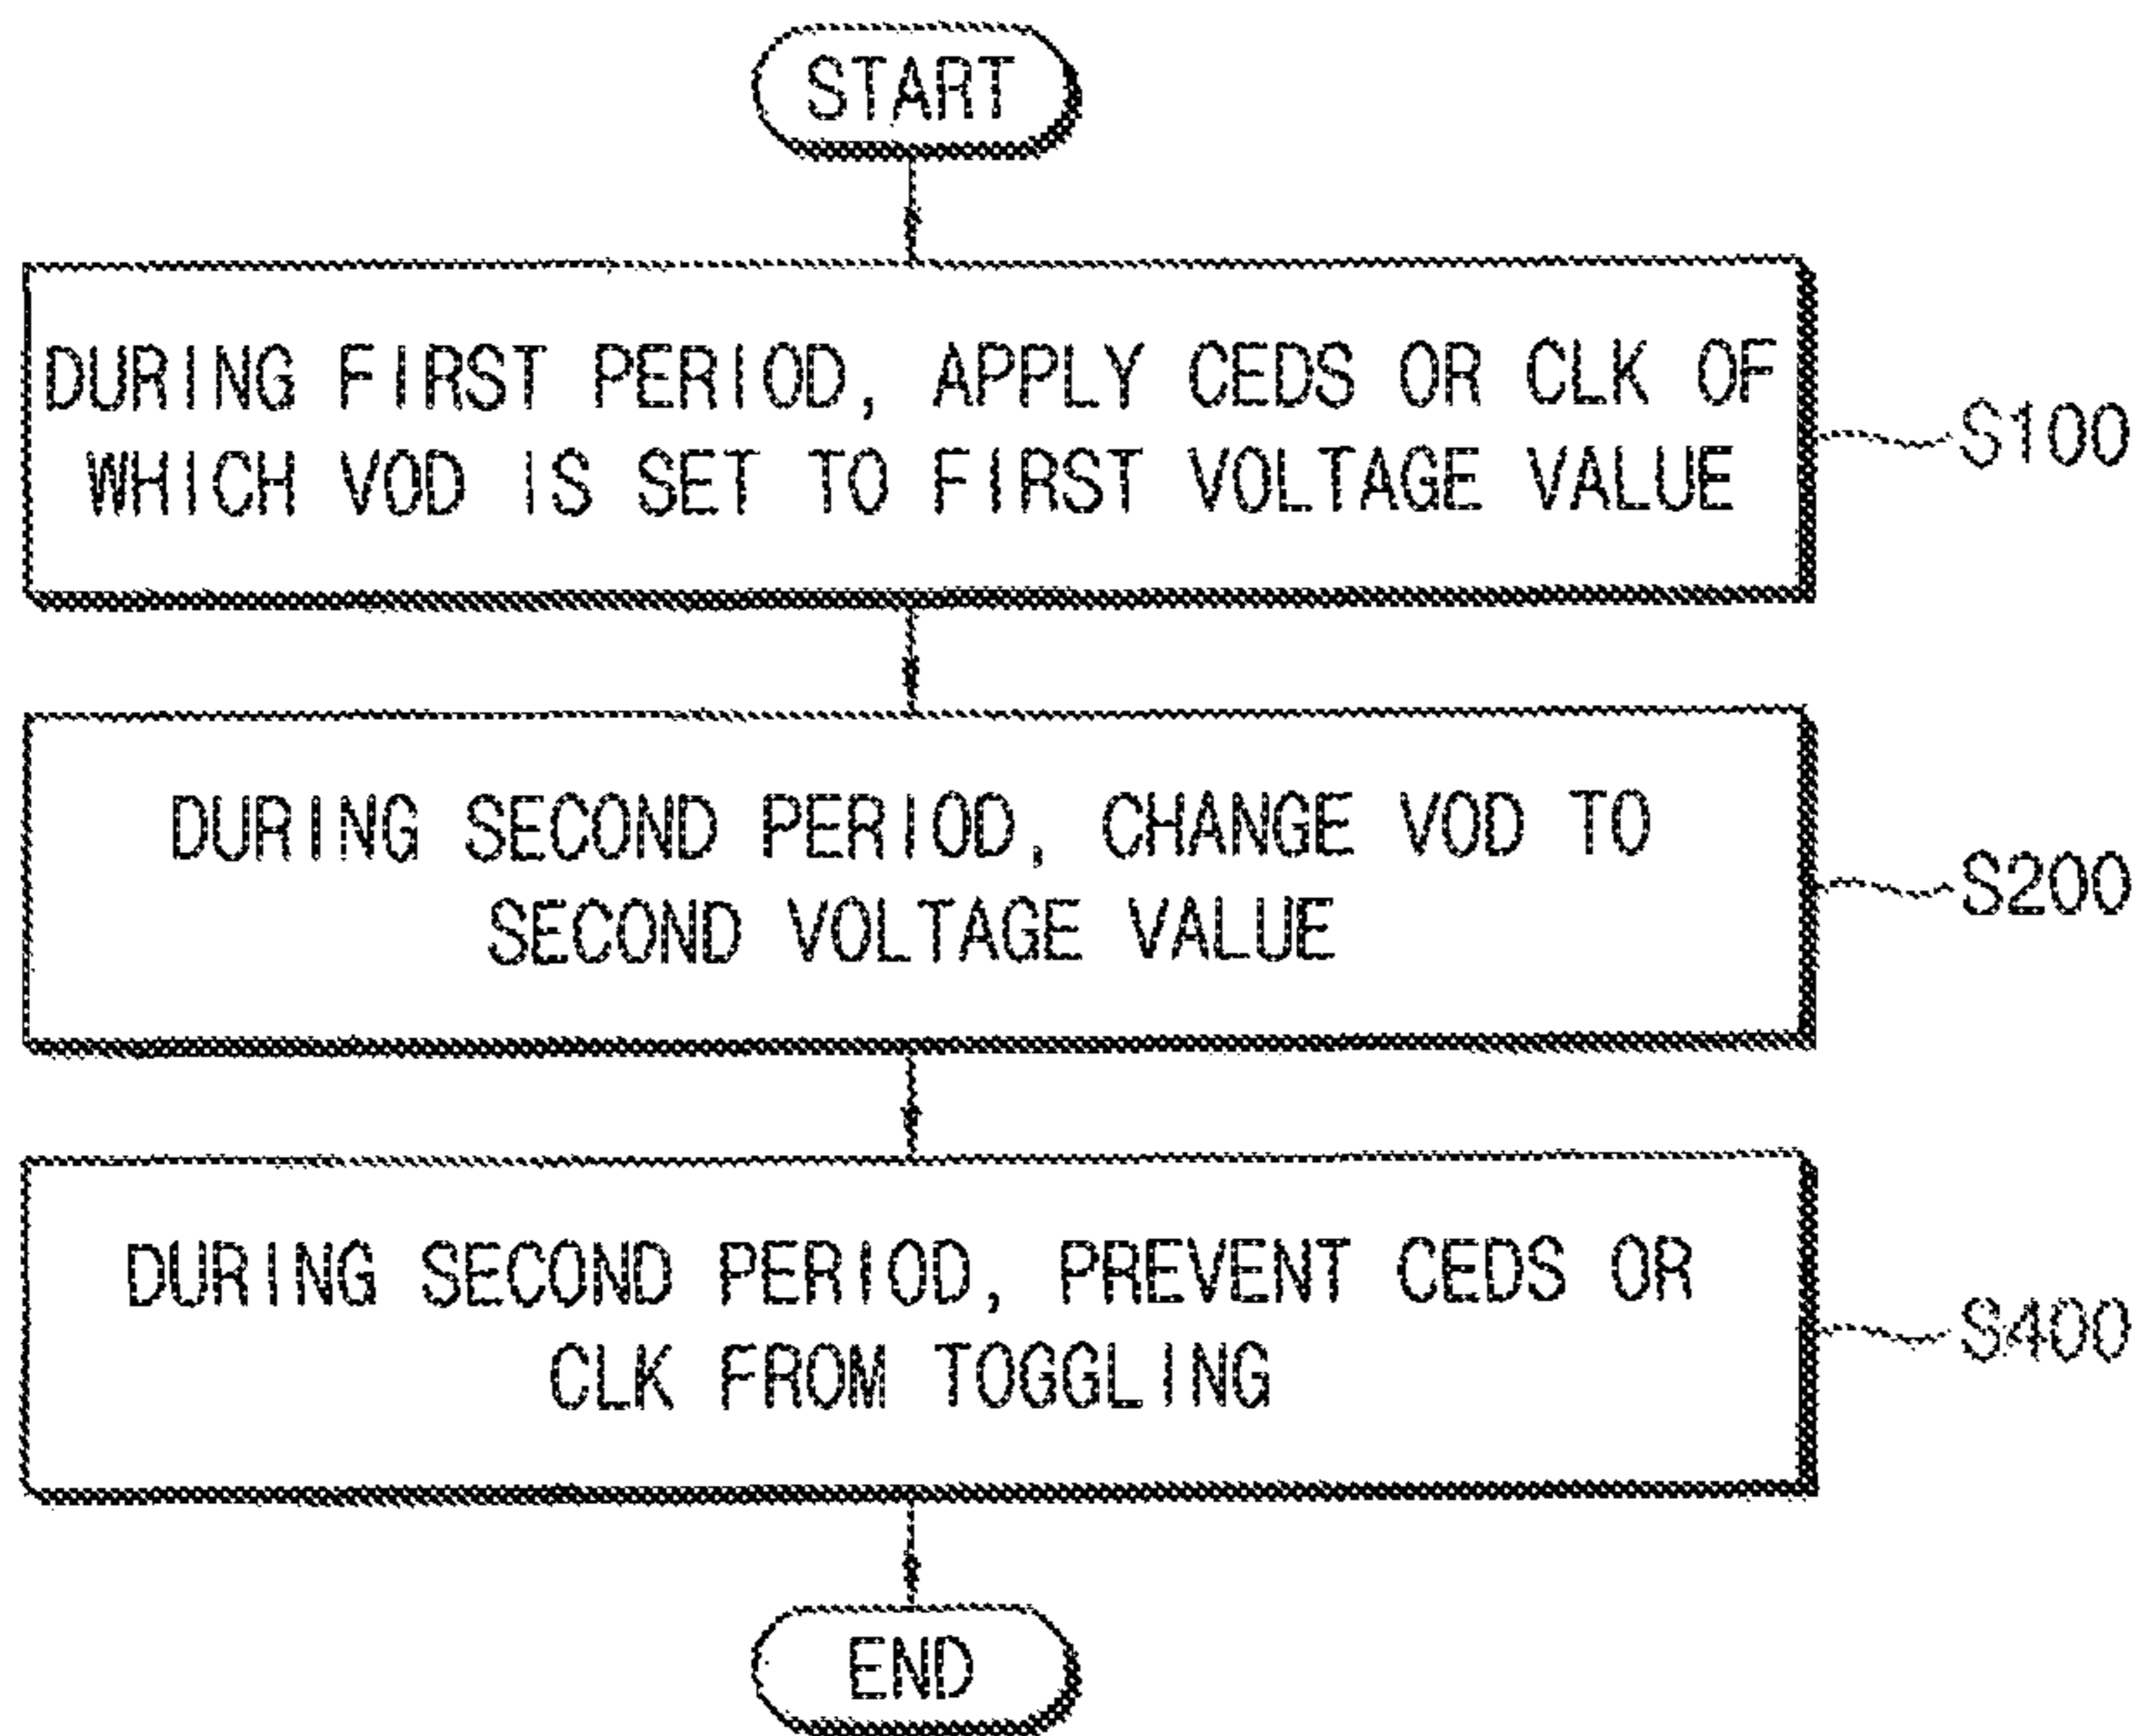 START
DURING FIRST PERIOD, APPLY CEDS OR CLK OF
WHICH VOD IS SET TO FIRST VOLTAGE VALUE
S100
DURING SECOND PERIOD, CHANGE VOD TO
SECOND VOLTAGE VALUE
S200
DURING SECOND PERIOD, PREVENT CEDS OR
CLK FROM TOGGLING
S400
END